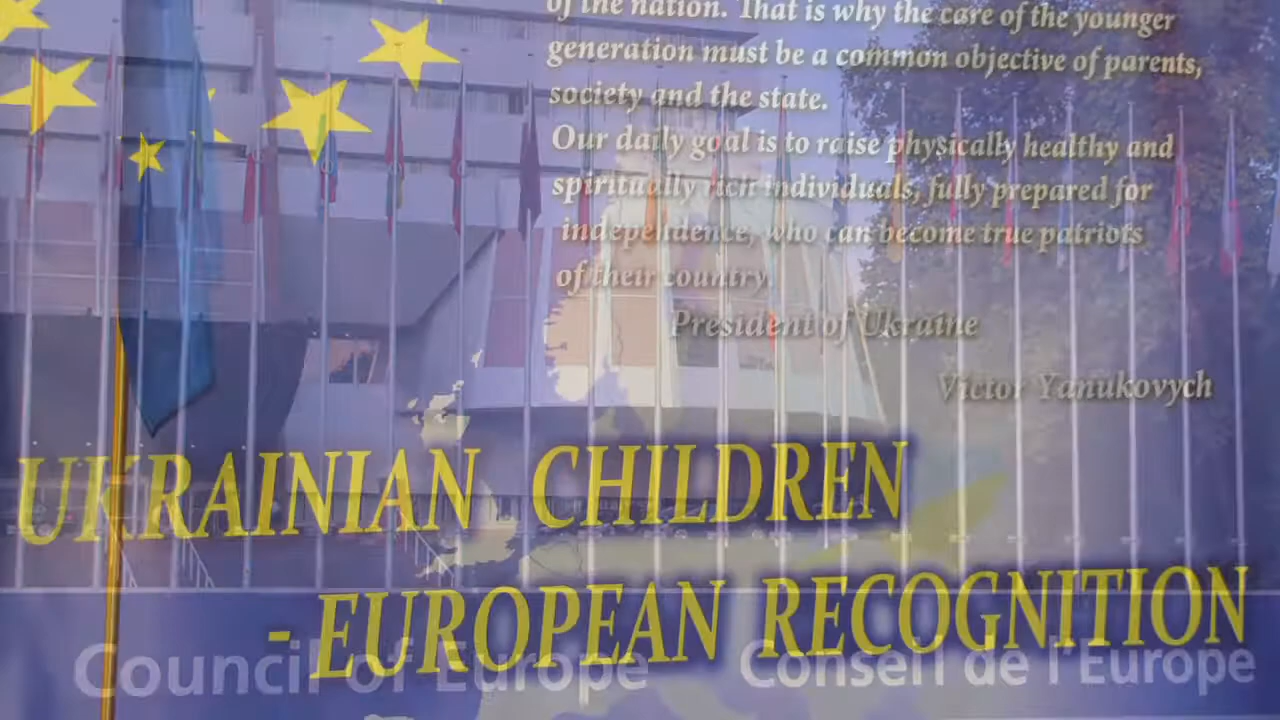 of the nation. That is why the care of the younger
generation must be a common objective of parents,
society and the state.
Our daily goal is to raise physically healthy and
spiritually rich individuals, fully prepared for
independence, who can become true patriots
of their country.
President of Ukraine
Victor Yanukovych
UKRAINIAN CHILDREN
- EUROPEAN RECOGNITION
Council of Europe Conseil de l'Europe